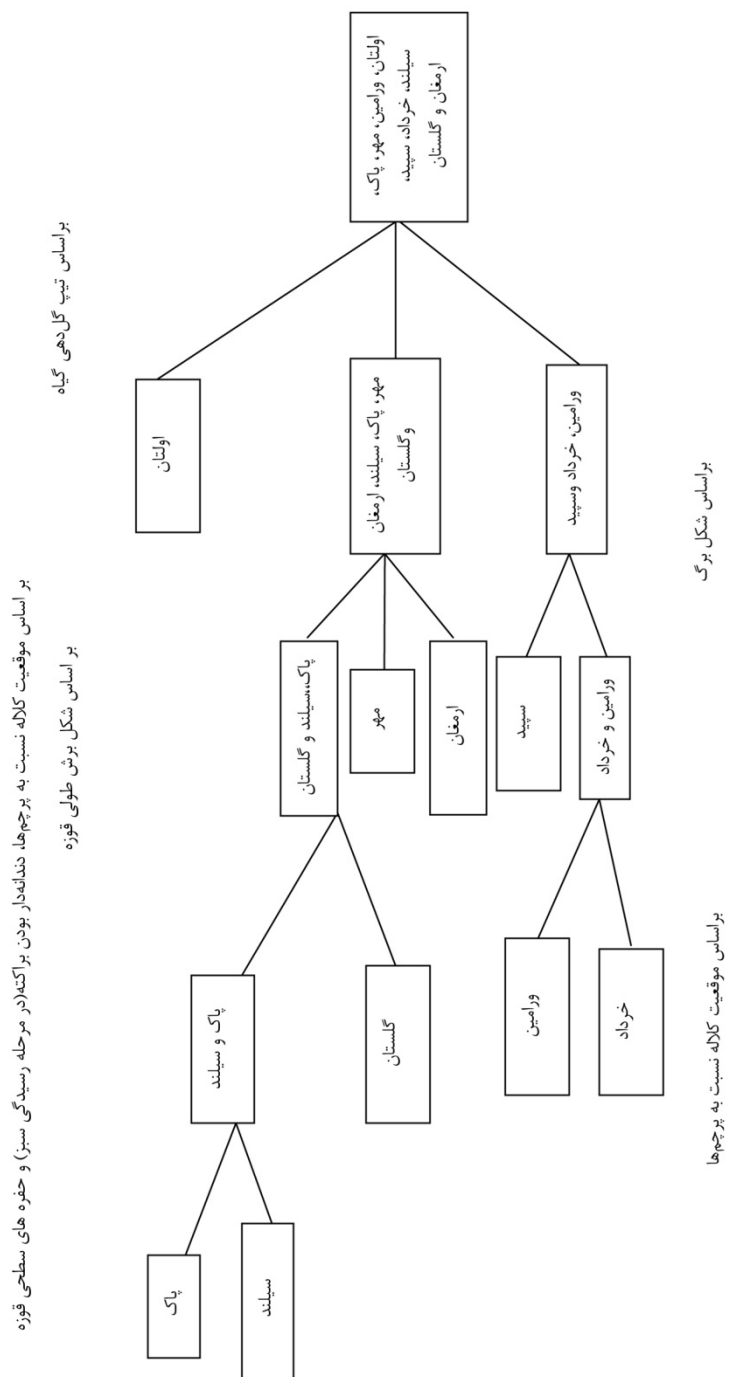 اولتان، ورامین، مهر، پاک،
سیلند، خرداد، سپید،
ارمغان و گلستان
براساس تیپ گل‌دهی گیاه
اولتان
مهر، پاک، سیلند، ارمغان
و گلستان
ورامین، خرداد وسپید
بر اساس شکل برش طولی قوزه
براساس شکل برگ
پاک،،سیلند و گلستان
مهر
ارمغان
سپید
ورامین و خرداد
بر اساس موقعیت کلاله نسبت به پرچم‌ها، دندانه‌دار بودن براکته(در مرحله رسیدگی سبز) و حفره های سطحی قوزه
پاک و سیلند
گلستان
ورامین
خرداد
براساس موقعیت کلاله نسبت به پرچم‌ها
پاک
سیلند